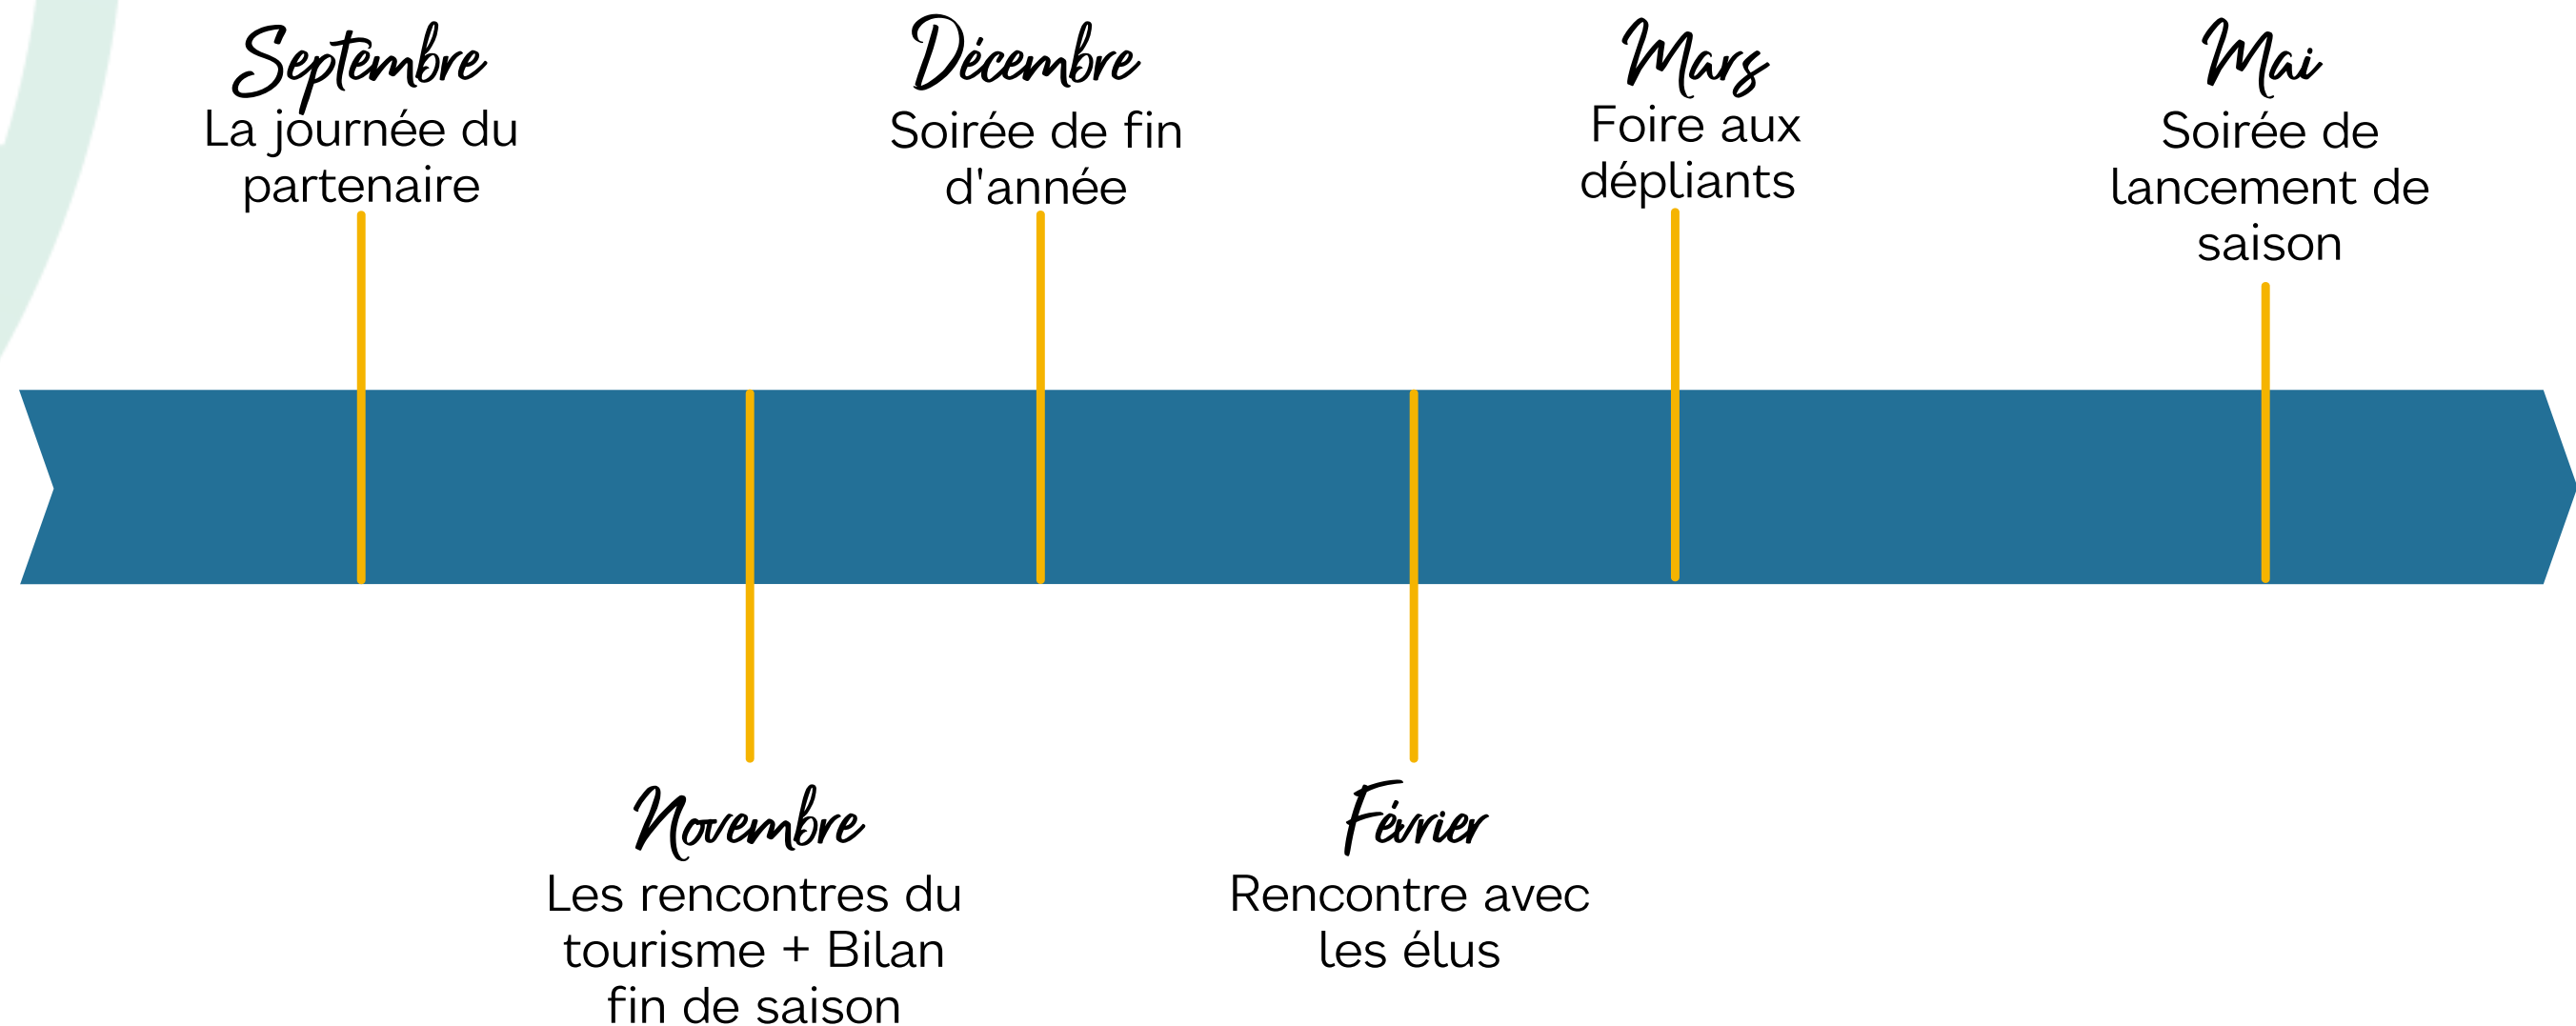 Septembre
La journée du
partenaire
Décembre
Soirée de fin
d'année
Mars
Foire aux
dépliants
Mai
Soirée de
lancement de
saison
Novembre
Les rencontres du
tourisme + Bilan
fin de saison
Février
Rencontre avec
les élus